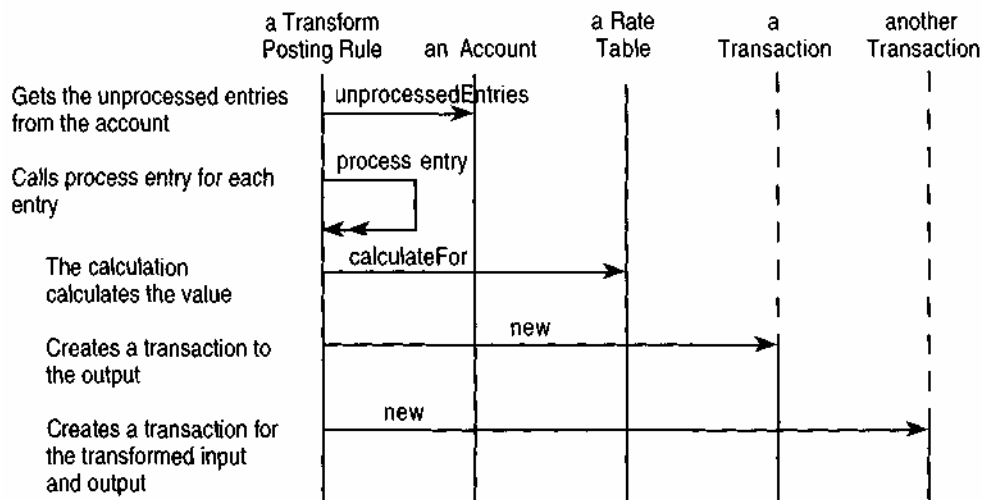 a Transform
Posting Rule
an Account
a Rate
Table
a
Transaction
another
Transaction
Gets the unprocessed entries
from the account
unprocessedEntries
Calls process entry for each
entry
process entry
The calculation
calculates the value
calculateFor
Creates a transaction to
the output
new
Creates a transaction for
the transformed input
and output
new